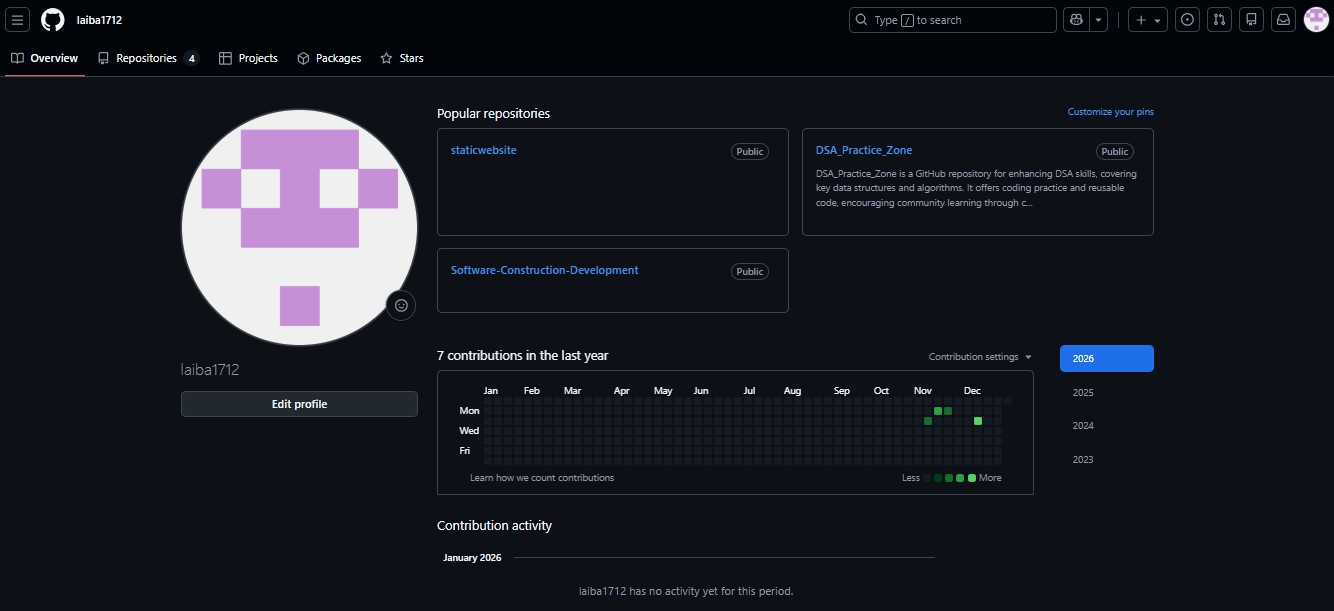 laiba1712
Type / to search
Overview Repositories 4 Projects Packages Stars
Popular repositories
Customize your pins
staticwebsite
Public
DSA_Practice_Zone
Public
DSA_Practice_Zone is a GitHub repository for enhancing DSA skills, covering
key data structures and algorithms. It offers coding practice and reusable
code, encouraging community learning through c...
Software-Construction-Development
Public
laiba1712
Edit profile
7 contributions in the last year
Contribution settings
2026
2025
2024
2023
Jan Feb Mar Apr May Jun Jul Aug Sep Oct Nov Dec
Mon
Wed
Fri
Learn how we count contributions
Less More
Contribution activity
January 2026
laiba1712 has no activity yet for this period.